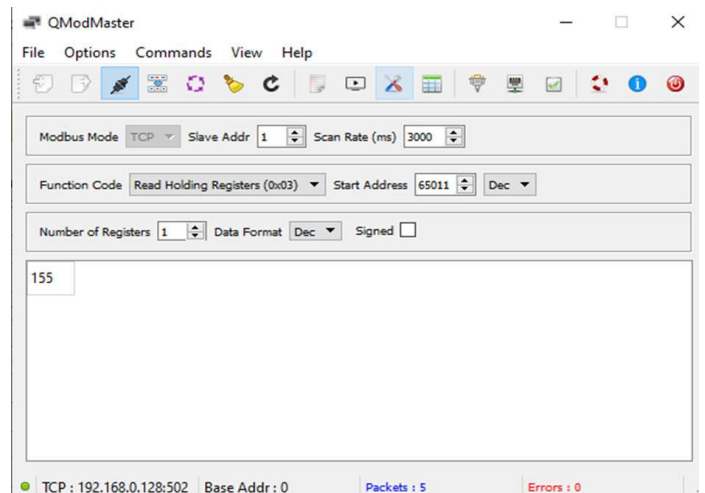 QModMaster
File Options Commands View Help
Modbus Mode TCP Slave Addr 1 Scan Rate (ms) 3000
Function Code Read Holding Registers (0x03) Start Address 65011 Dec
Number of Registers 1 Data Format Dec Signed
155
TCP : 192.168.0.128:502 Base Addr : 0 Packets : 5 Errors : 0